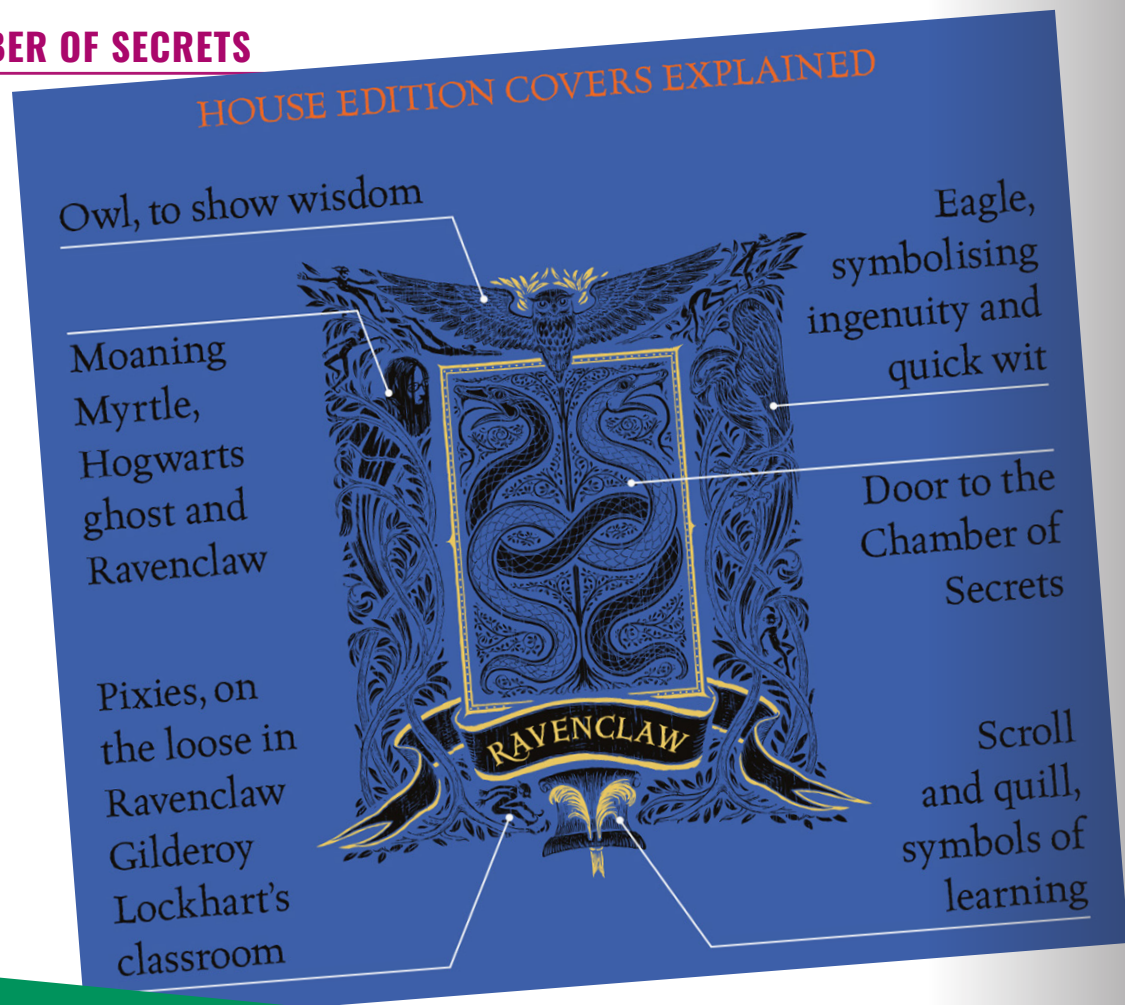 BER OF SECRETS
HOUSE EDITION COVERS EXPLAINED
Owl, to show wisdom
Moaning
Myrtle,
Hogwarts
ghost and
Ravenclaw
Pixies, on
the loose in
Ravenclaw
Gilderoy
Lockhart's
classroom
RAVENCLAW
Eagle,
symbolising
ingenuity and
quick wit
Door to the
Chamber of
Secrets
Scroll
and quill,
symbols of
learning